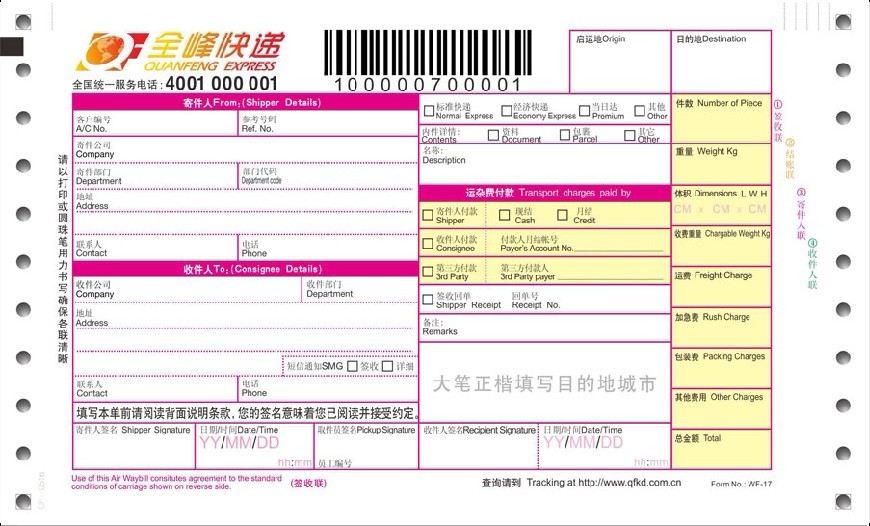 全峰快递
QUANFENG EXPRESS
全国统一服务电话：4001 000 001
100000700001
启运地Origin
目的地Destination
寄件人From：(Shipper Details)
客户编号
A/C No.
参考号码
Ref. No.
寄件公司
Company
寄件部门
Department
部门代码
Department code
地址
Address
联系人
Contact
电话
Phone
收件人To：(Consignee Details)
收件公司
Company
收件部门
Department
地址
Address
短信通知SMG 签收 详细
联系人
Cortact
电话
Phone
填写本单前请阅读背面说明条款，您的签名意味着您已阅读并接受约定。
寄件人签名 Shipper Signature
日期/时间Date/Time
YY/MM/DD
hh:mm
取件员签名Pickup Signature
员工编号
收件人签名Recipient Signature
日期/时间Date/Time
YY/MM/DD
hh:mm
标准快递
Normal Express
经济快递
Economy Express
当日达
Premium
其他
Other
内件详情:
Contents
资料
Document
包裹
Parcel
其它
Other
名称:
Description
运杂费付款 Transport charges paid by
寄件人付款
Shipper
现结
Cash
月结
Credit
收件人付款
Consignee
付款人月结帐号
Payer's Account No.
第三方付款
3rd Party
第三方付款人
3rd Party payer
签收回单
Shipper Receipt
回单号
Receipt No.
备注:
Remarks
大笔正楷填写目的地城市
件数 Number of Piece
重量 Weight Kg
体积 Dimensions L W H
CM x CM x CM
收费重量 Chargable Weight Kg
运费 Freight Charge
加急费 Rush Charge
包装费 Packing Charges
其他费用 Other Charges
总金额 Total
①签收联
②结账联
③寄件人联
④收件人联
请以打印或圆珠笔用力书写确保各联清晰
Use of this Air Waybill consitutes agreement to the standard
conditions of carriage shown on reverse side.
(签收联)
查询请到 Tracking at http://www.qfkd.com.cn
Form No.: WF-17